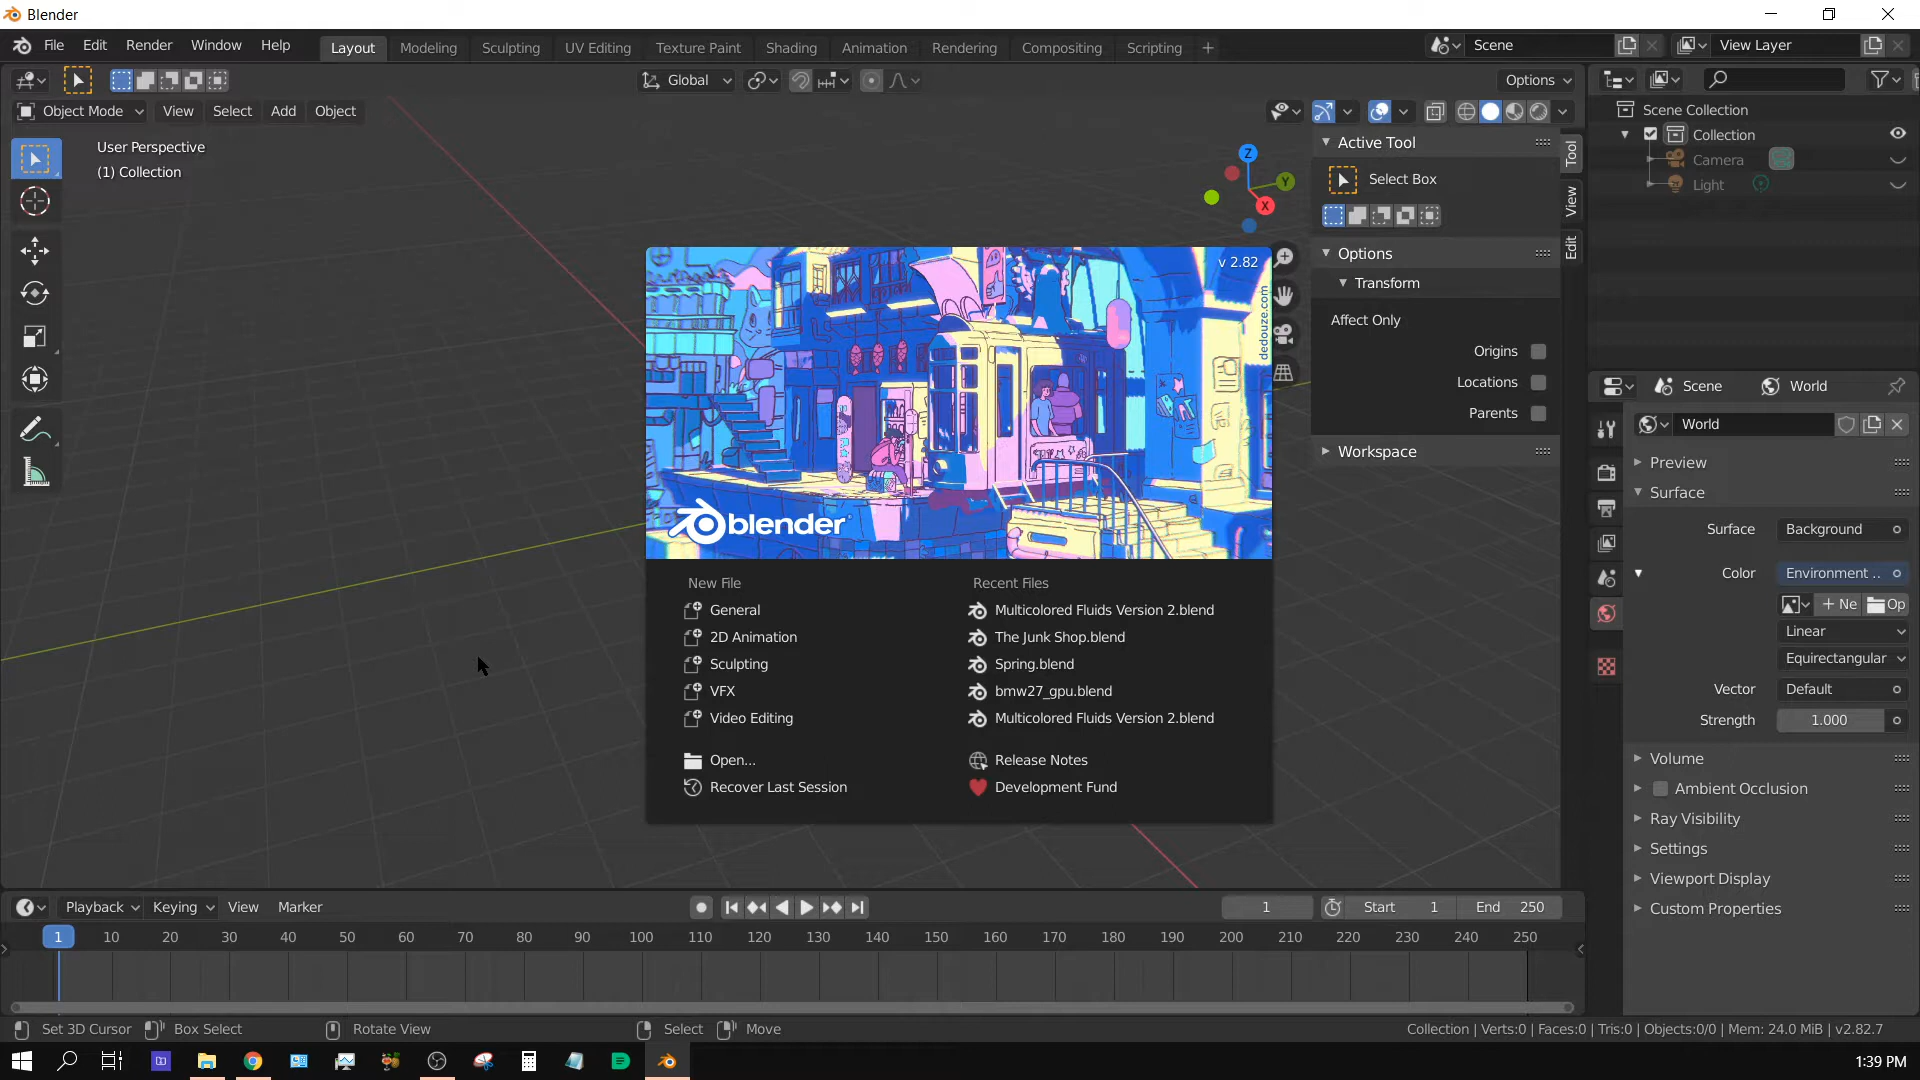 Blender
File Edit Render Window Help Layout Modeling Sculpting UV Editing Texture Paint Shading Animation Rendering Compositing Scripting + Scene View Layer
Global Options
Object Mode View Select Add Object
User Perspective
(1) Collection
Z
Y
X
Active Tool
Select Box
Options
Transform
Affect Only
Origins
Locations
Parents
Workspace
Tool
View
Edit
Scene Collection
Collection
Camera
Light
v 2.82
dedouze.com
blender
New File
General
2D Animation
Sculpting
VFX
Video Editing
Open...
Recover Last Session
Recent Files
Multicolored Fluids Version 2.blend
The Junk Shop.blend
Spring.blend
bmw27_gpu.blend
Multicolored Fluids Version 2.blend
Release Notes
Development Fund
Scene World
World
Preview
Surface
Surface Background
Color Environment ..
+ Ne Op
Linear
Equirectangular
Vector Default
Strength 1.000
Volume
Ambient Occlusion
Ray Visibility
Settings
Viewport Display
Custom Properties
Playback Keying View Marker 1 Start 1 End 250
1 10 20 30 40 50 60 70 80 90 100 110 120 130 140 150 160 170 180 190 200 210 220 230 240 250
Set 3D Cursor Box Select Rotate View Select Move Collection | Verts:0 | Faces:0 | Tris:0 | Objects:0/0 | Mem: 24.0 MiB | v2.82.7
1:39 PM